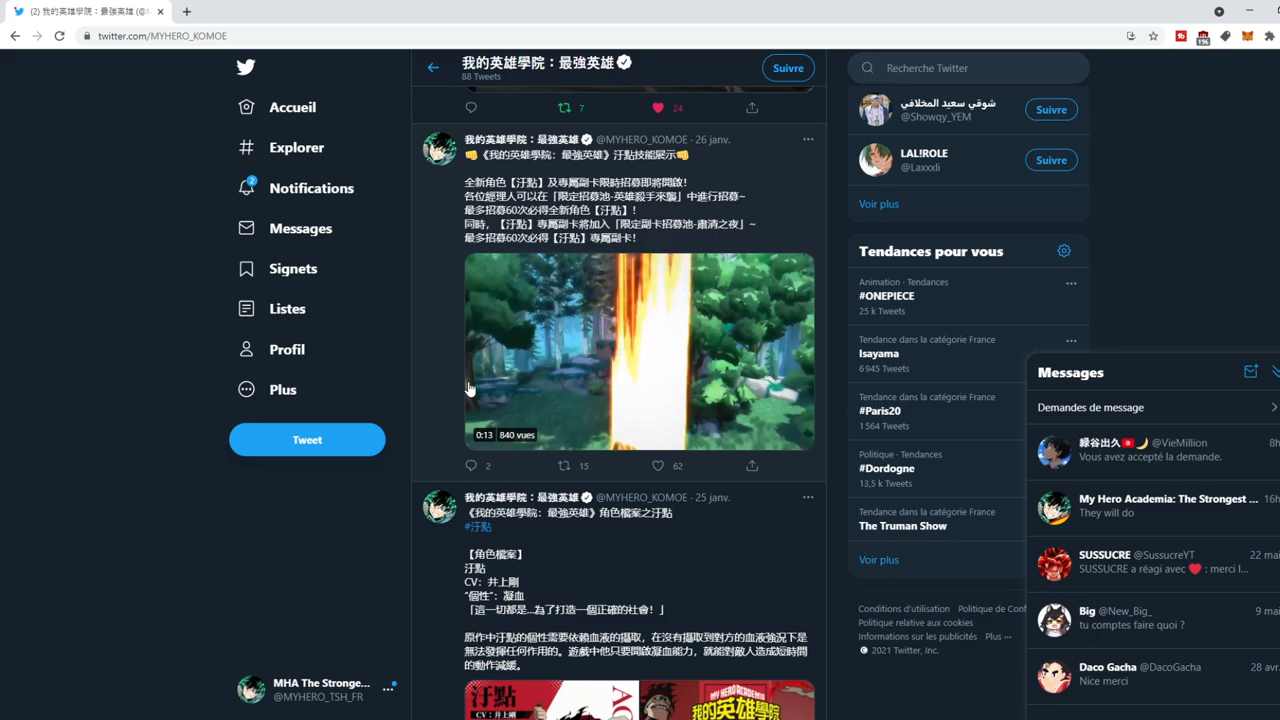 (2) 我的英雄學院：最強英雄 (@M
twitter.com/MYHERO_KOMOE
1%
Accueil
Explorer
2
Notifications
Messages
Signets
Listes
Profil
Plus
Tweet
MHA The Stronge...
@MYHERO_TSH_FR
我的英雄學院：最強英雄
88 Tweets
Suivre
7
24
我的英雄學院：最強英雄 @MYHERO_KOMOE · 26 janv.
👊《我的英雄學院：最強英雄》汙點技能展示👊
全新角色【汙點】及專屬副卡限時招募即將開啟！
各位經理人可以在「限定招募池-英雄殺手來襲」中進行招募~
最多招募60次必得全新角色【汙點】！
同時，【汙點】專屬副卡將加入「限定副卡招募池-肅清之夜」~
最多招募60次必得【汙點】專屬副卡！
0:13 840 vues
2
15
62
我的英雄學院：最強英雄 @MYHERO_KOMOE · 25 janv.
《我的英雄學院：最強英雄》角色檔案之汙點
#汙點
【角色檔案】
汙點
CV：井上剛
“個性”：凝血
「這一切都是...為了打造一個正確的社會！」
原作中汙點的個性需要依賴血液的攝取，在沒有攝取到對方的血液強況下是
無法發揮任何作用的。遊戲中他只要開啟凝血能力，就能對敵人造成短時間
的動作減緩。
汙點
CV：井上剛
MY HERO ACADEMIA
我的英雄學院
Recherche Twitter
شوقي سعيد المخلافي
@Showqy_YEM
Suivre
LAL!ROLE
@Laxxxli
Suivre
Voir plus
Tendances pour vous
Animation · Tendances
#ONEPIECE
25 k Tweets
Tendance dans la catégorie France
Isayama
6 945 Tweets
Tendance dans la catégorie France
#Paris20
1 564 Tweets
Politique · Tendances
#Dordogne
13,5 k Tweets
Tendance dans la catégorie France
The Truman Show
Voir plus
Conditions d'utilisation Politique de Conf
Politique relative aux cookies
Informations sur les publicités Plus ···
© 2021 Twitter, Inc.
Messages
Demandes de message
緑谷出久🇹🇳🌙 @VieMillion 8h
Vous avez accepté la demande.
My Hero Academia: The Strongest ... 16h
They will do
SUSSUCRE @SussucreYT 22 mai
SUSSUCRE a réagi avec ❤️ : merci l...
Big @New_Big_ 9 mai
tu comptes faire quoi ?
Daco Gacha @DacoGacha 28 avr.
Nice merci